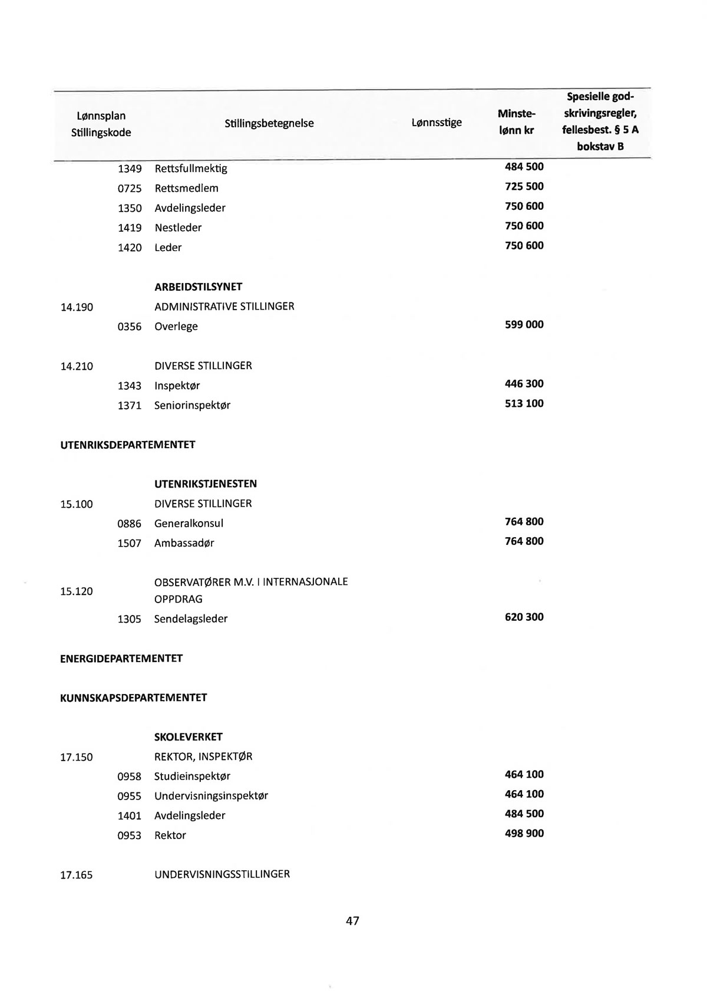 Lønnsplan
Stillingskode
Stillingsbetegnelse
Lønnsstige
Minste-
lønn kr
Spesielle god-
skrivingsregler,
fellesbest. § 5 A
bokstav B
1349 Rettsfullmektig 484 500
0725 Rettsmedlem 725 500
1350 Avdelingsleder 750 600
1419 Nestleder 750 600
1420 Leder 750 600
ARBEIDSTILSYNET
14.190 ADMINISTRATIVE STILLINGER
0356 Overlege 599 000
14.210 DIVERSE STILLINGER
1343 Inspektør 446 300
1371 Seniorinspektør 513 100
UTENRIKSDEPARTEMENTET
UTENRIKSTJENESTEN
15.100 DIVERSE STILLINGER
0886 Generalkonsul 764 800
1507 Ambassadør 764 800
15.120 OBSERVATØRER M.V. I INTERNASJONALE
OPPDRAG
1305 Sendelagsleder 620 300
ENERGIDEPARTEMENTET
KUNNSKAPSDEPARTEMENTET
SKOLEVERKET
17.150 REKTOR, INSPEKTØR
0958 Studieinspektør 464 100
0955 Undervisningsinspektør 464 100
1401 Avdelingsleder 484 500
0953 Rektor 498 900
17.165 UNDERVISNINGSSTILLINGER
47